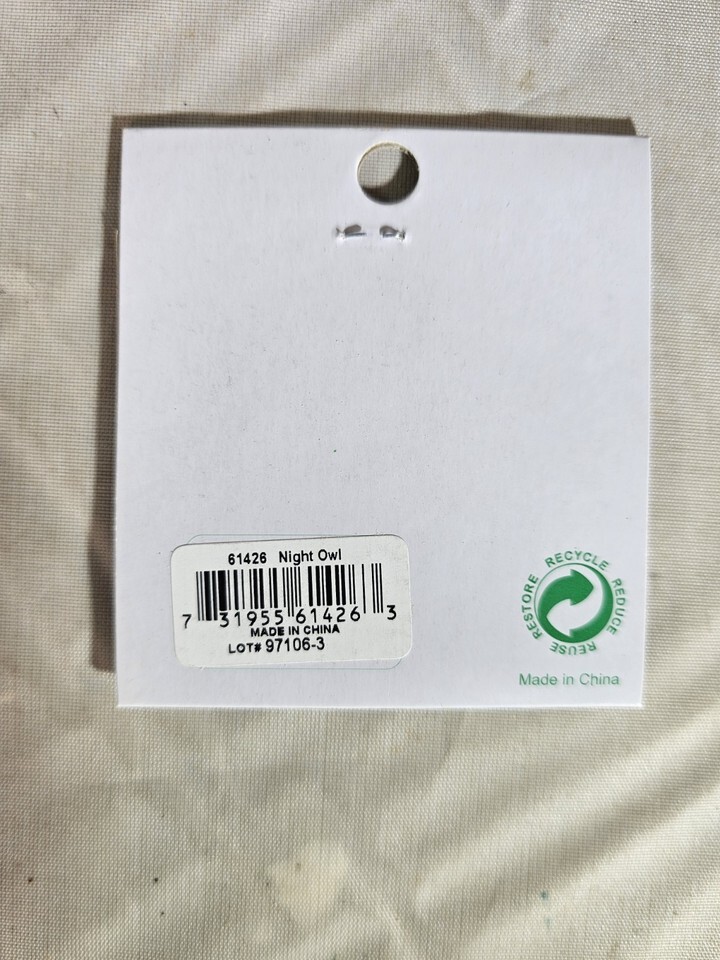 61426 Night Owl
7 31955 61426 3
MADE IN CHINA
LOT# 97106-3
RESTORE RECYCLE REDUCE REUSE
Made in China